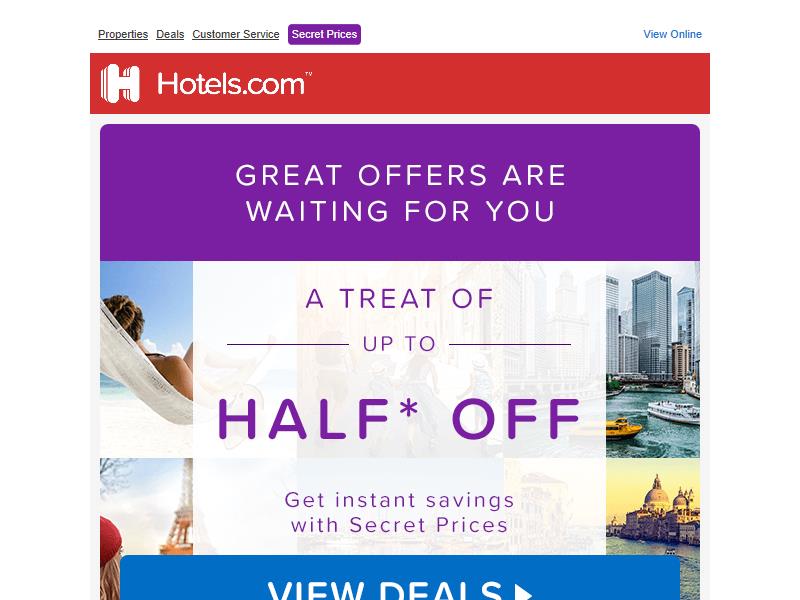 Properties Deals Customer Service Secret Prices View Online
Hotels.com™
GREAT OFFERS ARE
WAITING FOR YOU
A TREAT OF
UP TO
HALF* OFF
Get instant savings
with Secret Prices
VIEW DEALS